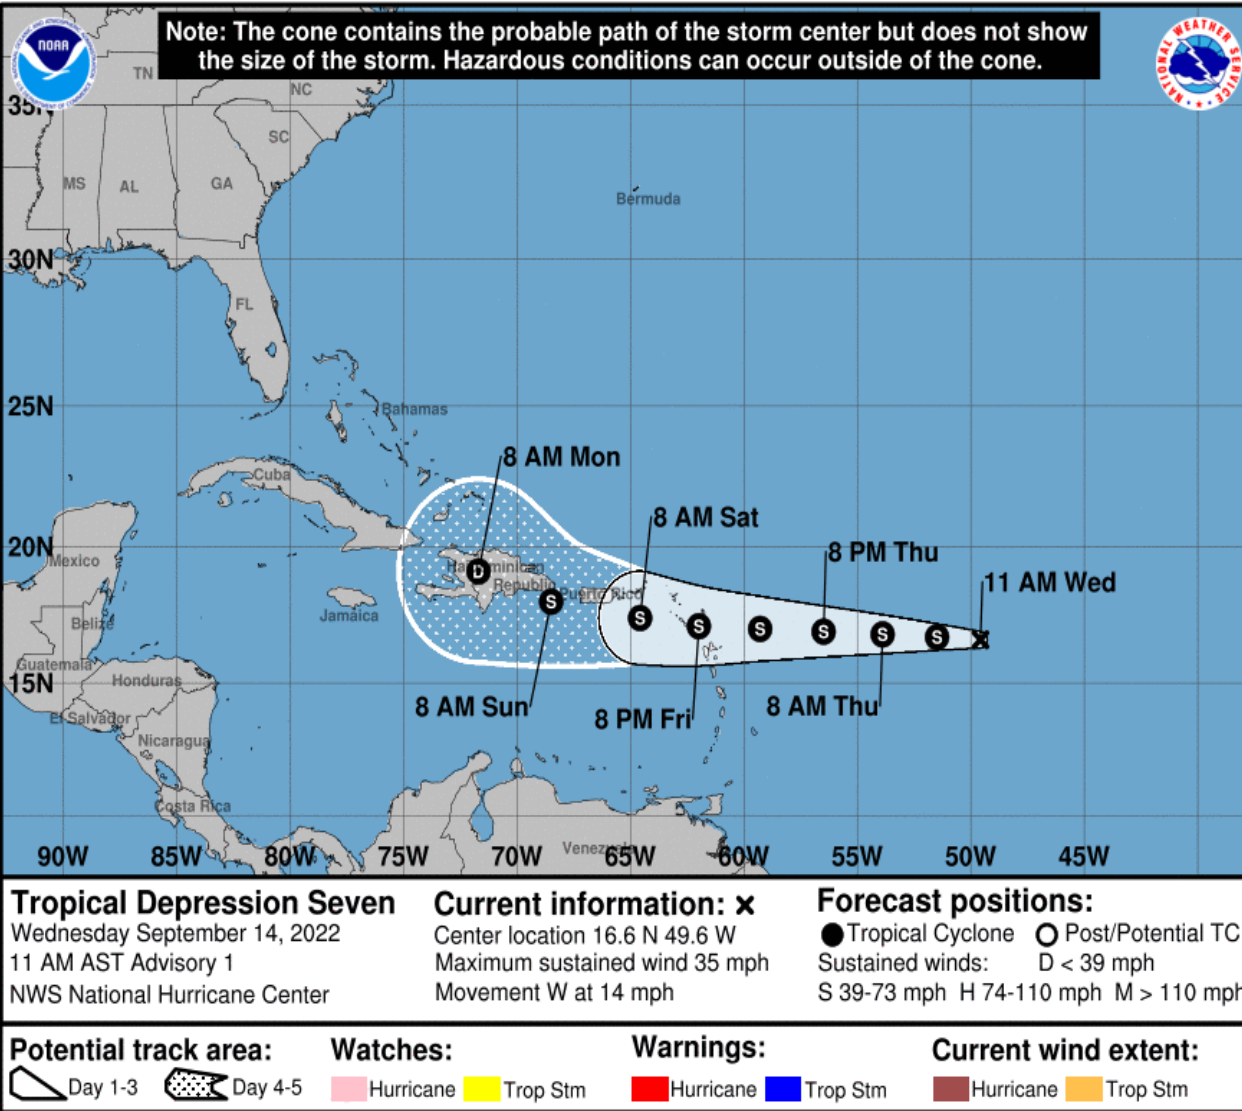 Note: The cone contains the probable path of the storm center but does not show
the size of the storm. Hazardous conditions can occur outside of the cone.
NOAA
NATIONAL WEATHER SERVICE
TN
NC
35N
SC
MS
AL
GA
Bermuda
30N
FL
25N
Bahamas
8 AM Mon
Cuba
8 AM Sat
20N
8 PM Thu
Mexico
D
Dominican
Republic
11 AM Wed
Puerto Rico
S
S
S
S
S
S
S
Jamaica
Belize
Guatemala
15N
Honduras
8 AM Sun
8 PM Fri
8 AM Thu
El Salvador
Nicaragua
Costa Rica
Venezuela
90W 85W 80W 75W 70W 65W 60W 55W 50W 45W
Tropical Depression Seven
Wednesday September 14, 2022
11 AM AST Advisory 1
NWS National Hurricane Center
Current information: x
Center location 16.6 N 49.6 W
Maximum sustained wind 35 mph
Movement W at 14 mph
Forecast positions:
Tropical Cyclone Post/Potential TC
Sustained winds: D < 39 mph
S 39-73 mph H 74-110 mph M > 110 mph
Potential track area:
Day 1-3 Day 4-5
Watches:
Hurricane Trop Stm
Warnings:
Hurricane Trop Stm
Current wind extent:
Hurricane Trop Stm